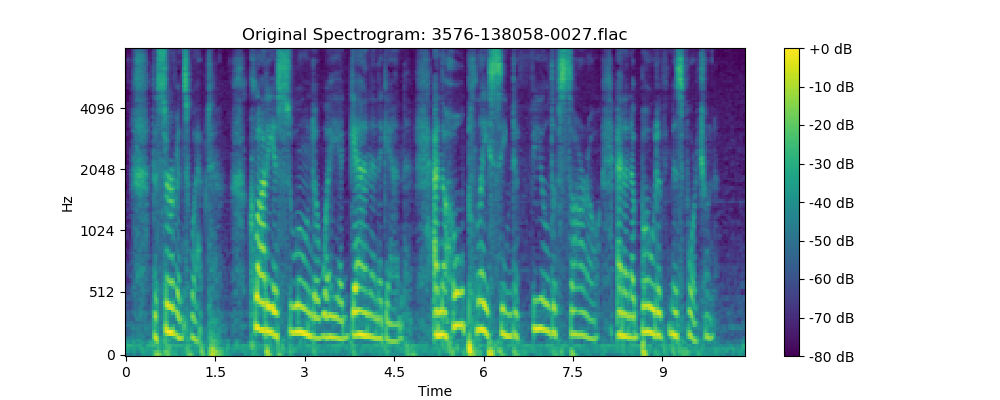 Original Spectrogram: 3576-138058-0027.flac
Hz
4096
2048
1024
512
0
0 1.5 3 4.5 6 7.5 9
Time
+0 dB
-10 dB
-20 dB
-30 dB
-40 dB
-50 dB
-60 dB
-70 dB
-80 dB